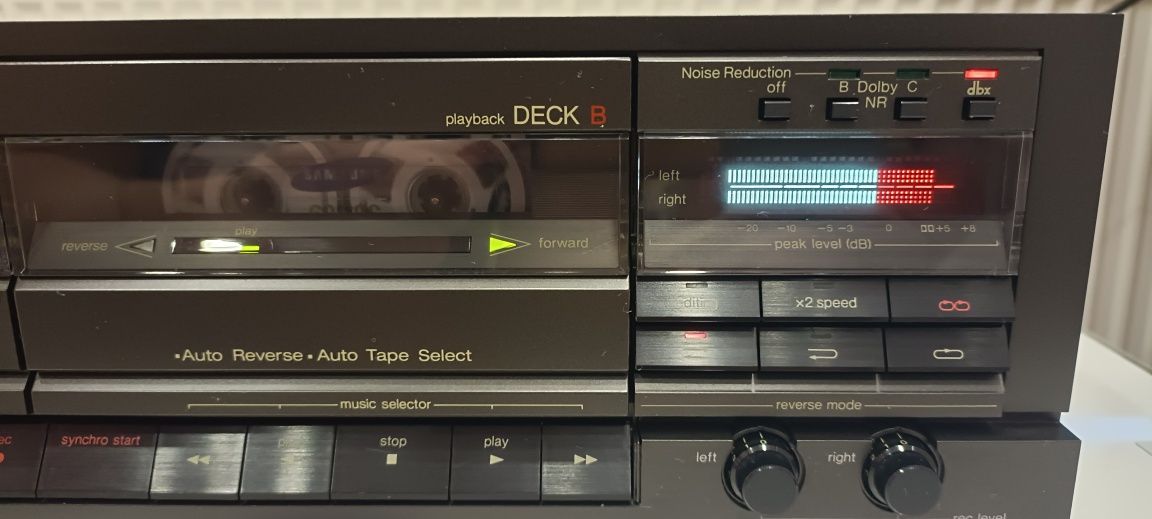 Noise Reduction
off B Dolby C dbx
NR
playback DECK B
left
right
-20 -10 -5 -3 0 +5 +8
peak level (dB)
play
reverse forward
x2 speed
•Auto Reverse •Auto Tape Select
music selector
reverse mode
synchro start
stop
play
left right
rec level